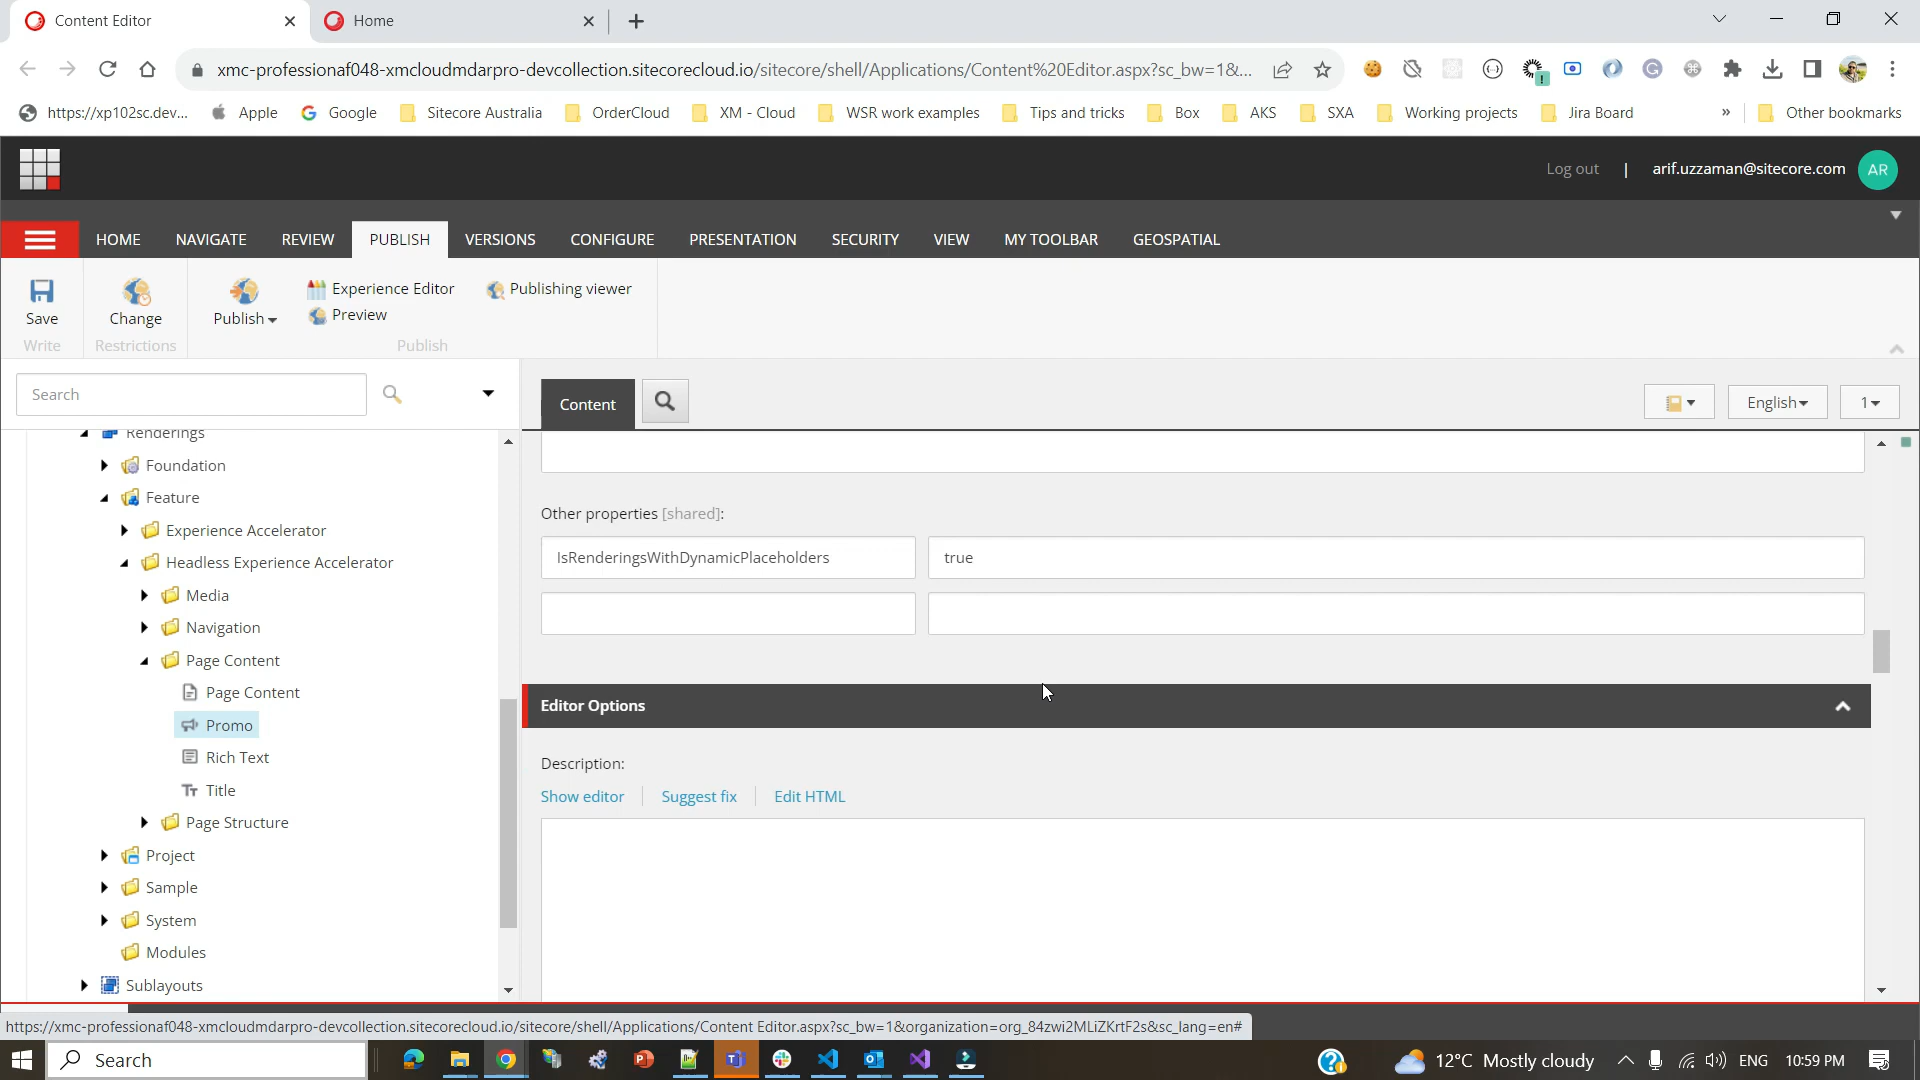 Content Editor
Home
xmc-professionaf048-xmcloudmdarpro-devcollection.sitecorecloud.io/sitecore/shell/Applications/Content%20Editor.aspx?sc_bw=1&...
https://xp102sc.dev...
Apple
Google
Sitecore Australia
OrderCloud
XM - Cloud
WSR work examples
Tips and tricks
Box
AKS
SXA
Working projects
Jira Board
»
Other bookmarks
Log out | arif.uzzaman@sitecore.com AR
HOME
NAVIGATE
REVIEW
PUBLISH
VERSIONS
CONFIGURE
PRESENTATION
SECURITY
VIEW
MY TOOLBAR
GEOSPATIAL
Save
Write
Change
Restrictions
Publish
Experience Editor
Preview
Publishing viewer
Publish
Search
Content
English
1
Renderings
Foundation
Feature
Experience Accelerator
Headless Experience Accelerator
Media
Navigation
Page Content
Page Content
Promo
Rich Text
Title
Page Structure
Project
Sample
System
Modules
Sublayouts
Other properties [shared]:
IsRenderingsWithDynamicPlaceholders
true
Editor Options
Description:
Show editor
Suggest fix
Edit HTML
https://xmc-professionaf048-xmcloudmdarpro-devcollection.sitecorecloud.io/sitecore/shell/Applications/Content Editor.aspx?sc_bw=1&organization=org_84zwi2MLiZKrtF2s&sc_lang=en#
Search
12°C Mostly cloudy
ENG
10:59 PM